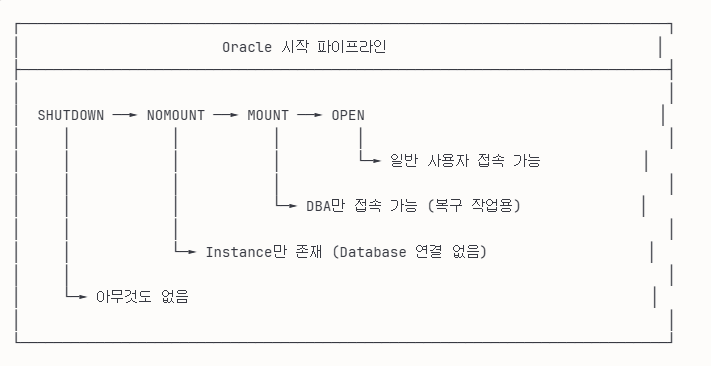 Oracle 시작 파이프라인
SHUTDOWN → NOMOUNT → MOUNT → OPEN
일반 사용자 접속 가능
DBA만 접속 가능 (복구 작업용)
Instance만 존재 (Database 연결 없음)
아무것도 없음